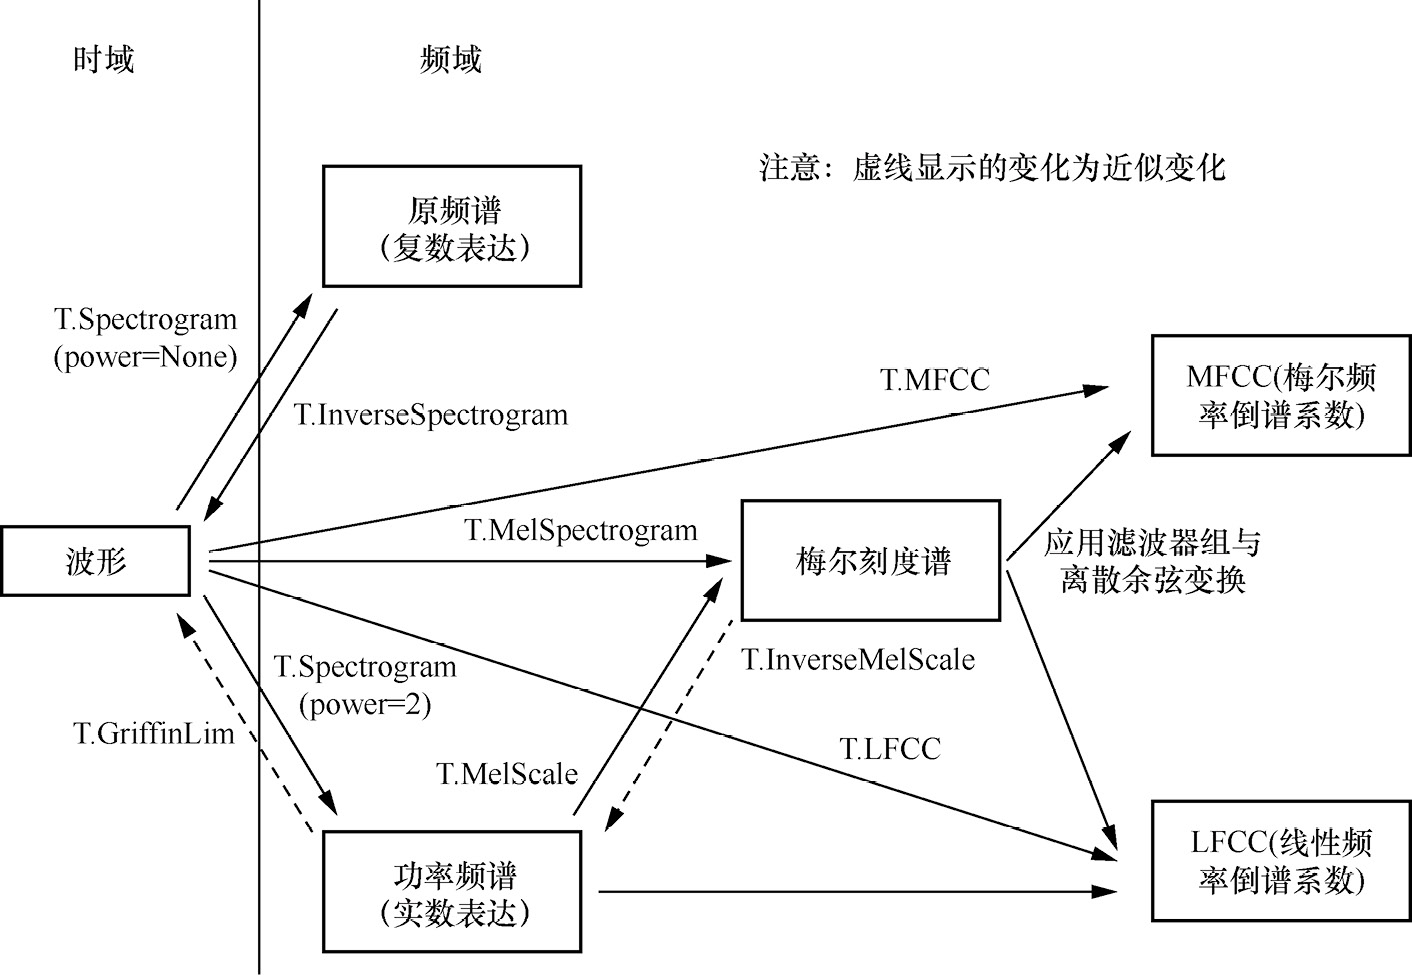 时域
频域
注意：虚线显示的变化为近似变化
原频谱
（复数表达）
T.Spectrogram
(power=None)
T.InverseSpectrogram
T.MFCC
MFCC(梅尔频
率倒谱系数)
波形
T.MelSpectrogram
梅尔刻度谱
应用滤波器组与
离散余弦变换
T.Spectrogram
(power=2)
T.InverseMelScale
T.GriffinLim
T.MelScale
T.LFCC
功率频谱
（实数表达）
LFCC(线性频
率倒谱系数)